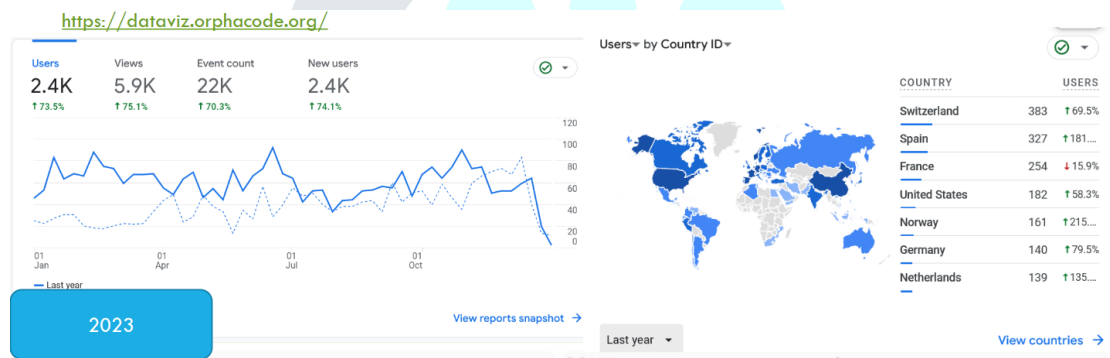 https://dataviz.orphacode.org/
Users Views Event count New users
2.4K 5.9K 22K 2.4K
↑73.5% ↑75.1% ↑70.3% ↑74.1%
120
100
80
60
40
20
0
01 01 01 01
Jan Apr Jul Oct
Last year
2023
View reports snapshot →
Users by Country ID
COUNTRY USERS
Switzerland 383 ↑69.5%
Spain 327 ↑181....
France 254 ↓15.9%
United States 182 ↑58.3%
Norway 161 ↑215....
Germany 140 ↑79.5%
Netherlands 139 ↑135....
Last year
View countries →